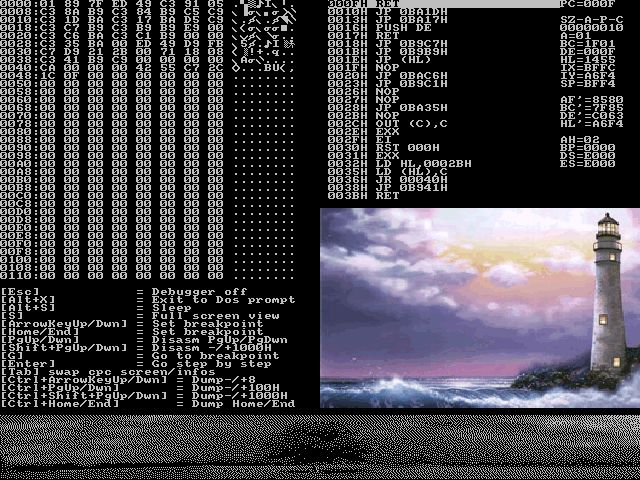 0000:01 89 7F ED 49 C3 91 05
0008:C3 8A B9 C3 84 B9 C5 C9
0010:C3 1D BA C3 17 BA D5 C9
0018:C3 C7 B9 C3 B9 B9 E9 00
0020:C3 C6 BA C3 C1 B9 00 00
0028:C3 35 BA 00 ED 49 D9 FB
0030:C7 D9 21 2B 00 71 18 08
0038:C3 41 B9 C9 00 00 00 00
0040:CA 00 00 00 42 55 C7 2C
0048:1C 0F 00 00 00 00 00 00 ........
0050:00 00 00 00 00 00 00 00 ........
0058:00 00 00 00 00 00 00 00 ........
0060:00 00 00 00 00 00 00 00 ........
0068:00 00 00 00 00 00 00 00 ........
0070:00 00 00 00 00 00 00 00 ........
0078:00 00 00 00 00 00 00 00 ........
0080:00 00 00 00 00 00 00 00 ........
0088:00 00 00 00 00 00 00 00 ........
0090:00 00 00 00 00 00 00 00 ........
0098:00 00 00 00 00 00 00 00 ........
00A0:00 00 00 00 00 00 00 00 ........
00A8:00 00 00 00 00 00 00 00 ........
00B0:00 00 00 00 00 00 00 00 ........
00B8:00 00 00 00 00 00 00 00 ........
00C0:00 00 00 00 00 00 00 00 ........
00C8:00 00 00 00 00 00 00 00 ........
00D0:00 00 00 00 00 00 00 00 ........
00D8:00 00 00 00 00 00 00 00 ........
00E0:00 00 00 00 00 00 00 00 ........
00E8:00 00 00 00 00 00 00 00 ........
00F0:00 00 00 00 00 00 00 00 ........
00F8:00 00 00 00 00 00 00 00 ........
0100:00 00 00 00 00 00 00 00 ........
0108:00 00 00 00 00 00 00 00 ........
0110:00 00 00 00 00 00 00 00 ........
[Esc] = Debugger off
[Alt+X] = Exit to Dos prompt
[Alt+S] = Sleep
[S] = Full screen view
[ArrowKeyUp/Dwn] = Set breakpoint
[Home/End] = Set breakpoint
[PgUp/Dwn] = Disasm PgUp/PgDwn
[Shift+PgUp/Dwn] = Disasm -/+1000H
[G] = Go to breakpoint
[Enter] = Go step by step
[Tab] swap cpc screen/infos
[Ctrl+ArrowKeyUp/Dwn] = Dump-/+8
[Ctrl+PgUp/Dwn] = Dump-/+100H
[Ctrl+Shift+PgUp/Dwn] = Dump-/+1000H
[Ctrl+Home/End] = Dump Home/End
000FH RET PC=000F
0010H JP 0BA1DH
0013H JP 0BA17H SZ-A-P-C
0016H PUSH DE 00000010
0017H RET A=01
0018H JP 0B9C7H BC=1F01
001BH JP 0B9B9H DE=000F
001EH JP (HL) HL=1455
001FH NOP IX=BFFC
0020H JP 0BAC6H IY=A6F4
0023H JP 0B9C1H SP=BFF4
0026H NOP
0027H NOP AF'=8580
0028H JP 0BA35H BC'=7F85
002BH NOP DE'=C063
002CH OUT (C),C HL'=A6F4
002EH EXX
002FH EI AH=02
0030H RST 000H BP=0000
0031H EXX DS=E000
0032H LD HL,0002BH ES=E000
0035H LD (HL),C
0036H JR 00040H
0038H JP 0B941H
003BH RET